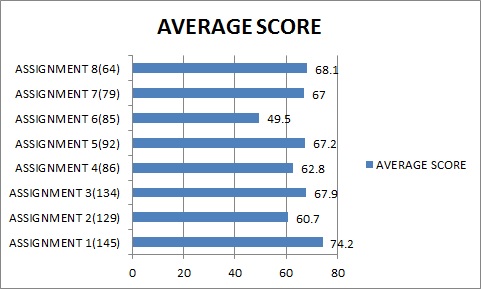 AVERAGE SCORE
ASSIGNMENT 8(64) 68.1
ASSIGNMENT 7(79) 67
ASSIGNMENT 6(85) 49.5
ASSIGNMENT 5(92) 67.2
ASSIGNMENT 4(86) 62.8
ASSIGNMENT 3(134) 67.9
ASSIGNMENT 2(129) 60.7
ASSIGNMENT 1(145) 74.2
0 20 40 60 80
AVERAGE SCORE